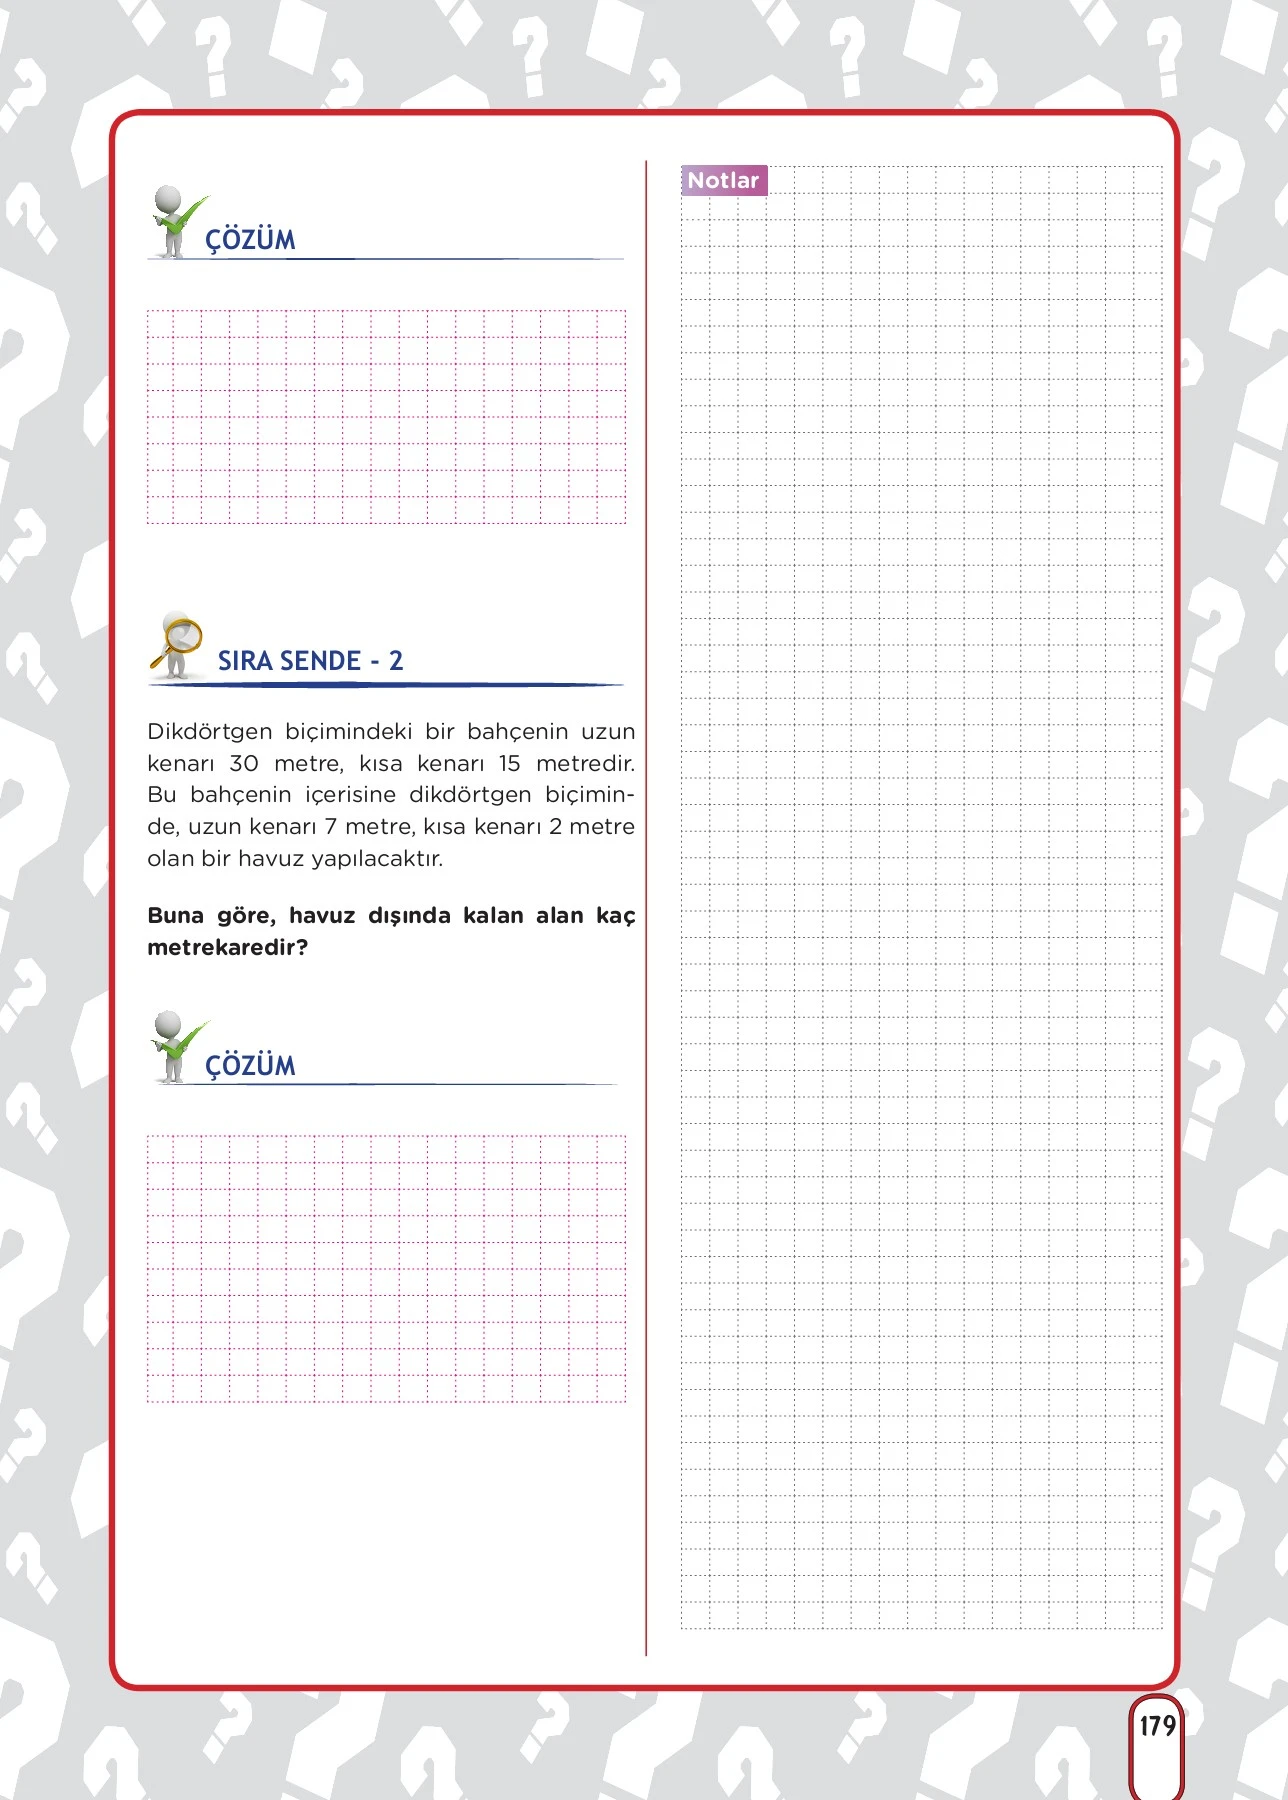 ÇÖZÜM
SIRA SENDE - 2
Dikdörtgen biçimindeki bir bahçenin uzun
kenarı 30 metre, kısa kenarı 15 metredir.
Bu bahçenin içerisine dikdörtgen biçimin-
de, uzun kenarı 7 metre, kısa kenarı 2 metre
olan bir havuz yapılacaktır.
Buna göre, havuz dışında kalan alan kaç
metrekaredir?
ÇÖZÜM
Notlar
179